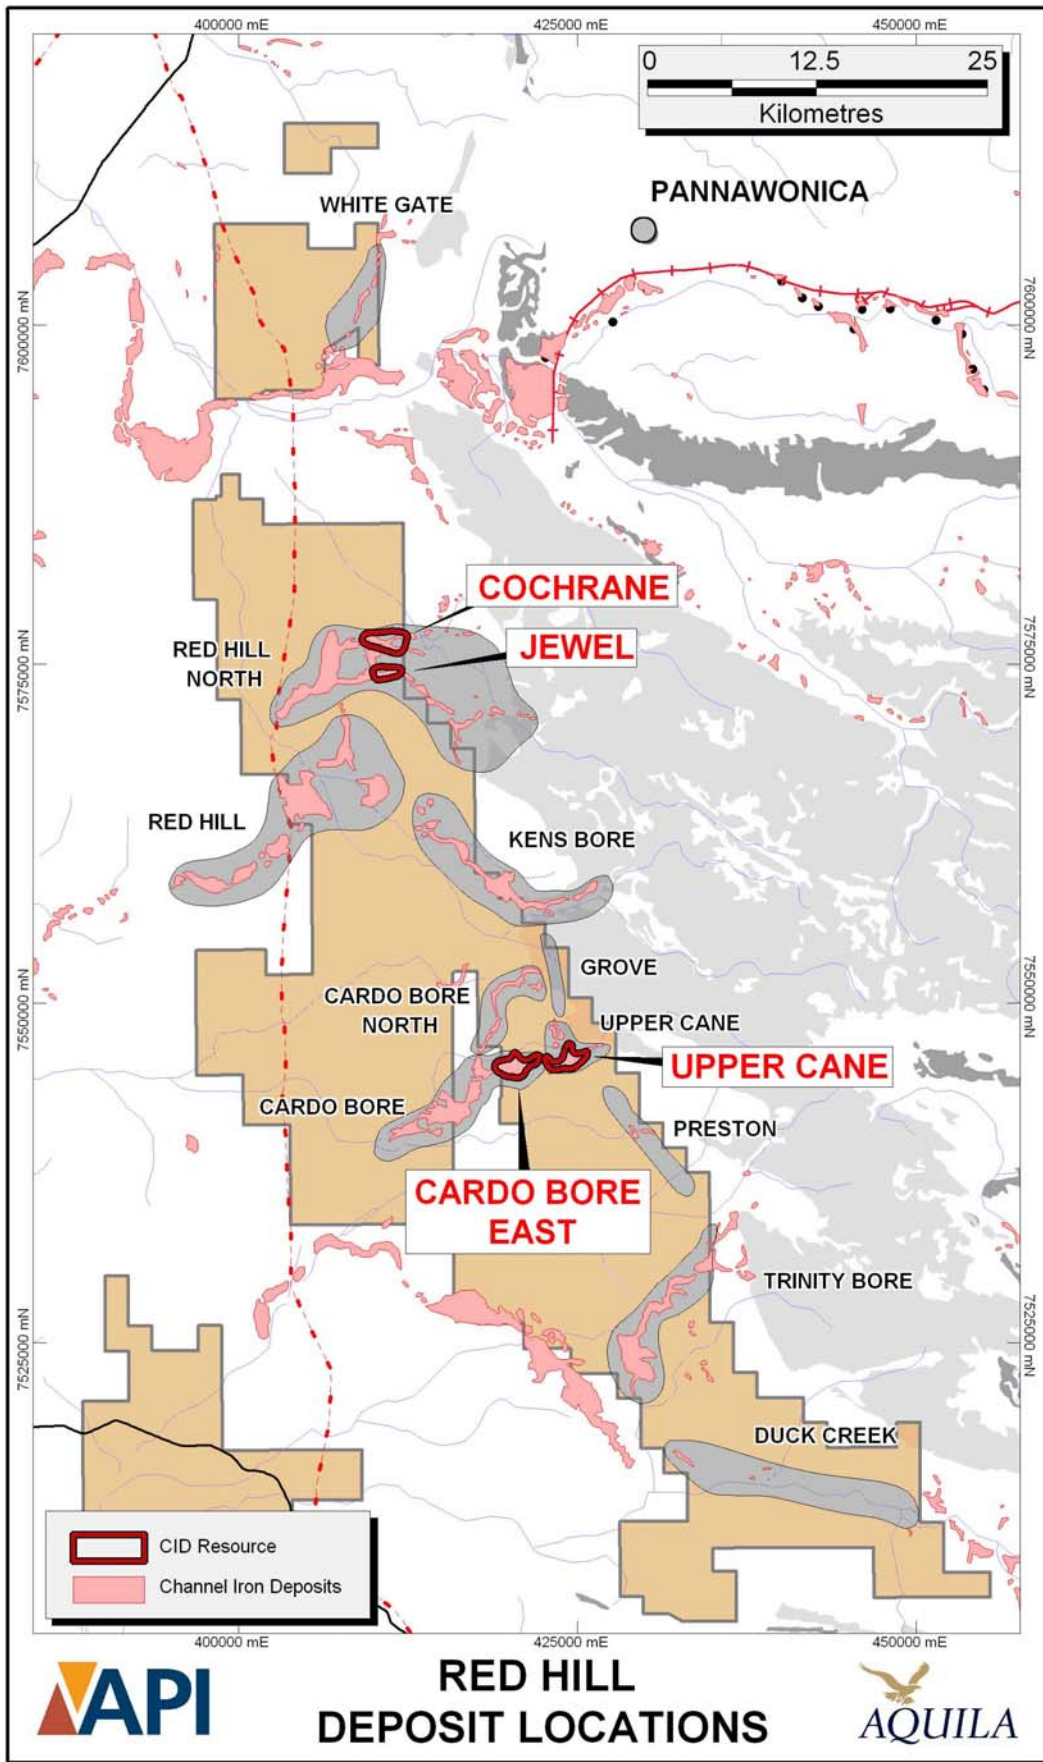 400000 mE
425000 mE
450000 mE
0 12.5 25
Kilometres
PANNAWONICA
WHITE GATE
7600000 mN
7600000 mN
COCHRANE
JEWEL
RED HILL
NORTH
7575000 mN
7575000 mN
RED HILL
KENS BORE
GROVE
CARDO BORE
NORTH
UPPER CANE
7550000 mN
7550000 mN
UPPER CANE
CARDO BORE
PRESTON
CARDO BORE
EAST
TRINITY BORE
7525000 mN
7525000 mN
DUCK CREEK
CID Resource
Channel Iron Deposits
400000 mE
425000 mE
450000 mE
API
RED HILL
DEPOSIT LOCATIONS
AQUILA